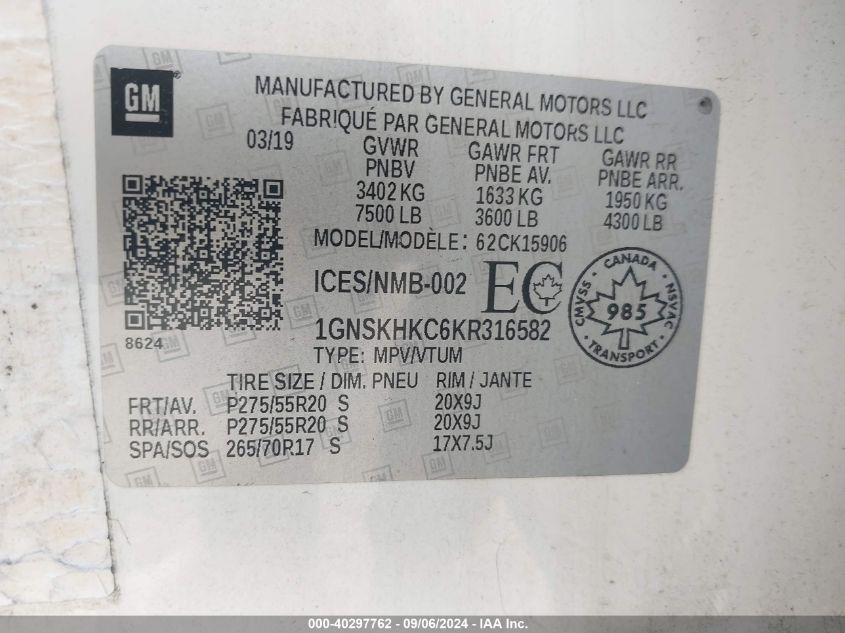 GM
MANUFACTURED BY GENERAL MOTORS LLC
FABRIQUÉ PAR GENERAL MOTORS LLC
03/19 GVWR GAWR FRT GAWR RR
PNBV PNBE AV. PNBE ARR.
3402 KG 1633 KG 1950 KG
7500 LB 3600 LB 4300 LB
MODEL/MODÈLE: 62CK15906
ICES/NMB-002 EC
CANADA
CMVSS 985 NSVAC
TRANSPORT
8624
1GNSKHKC6KR316582
TYPE: MPV/VTUM
TIRE SIZE / DIM. PNEU RIM / JANTE
FRT/AV. P275/55R20 S 20X9J
RR/ARR. P275/55R20 S 20X9J
SPA/SOS 265/70R17 S 17X7.5J
000-40297762 - 09/06/2024 - IAA Inc.